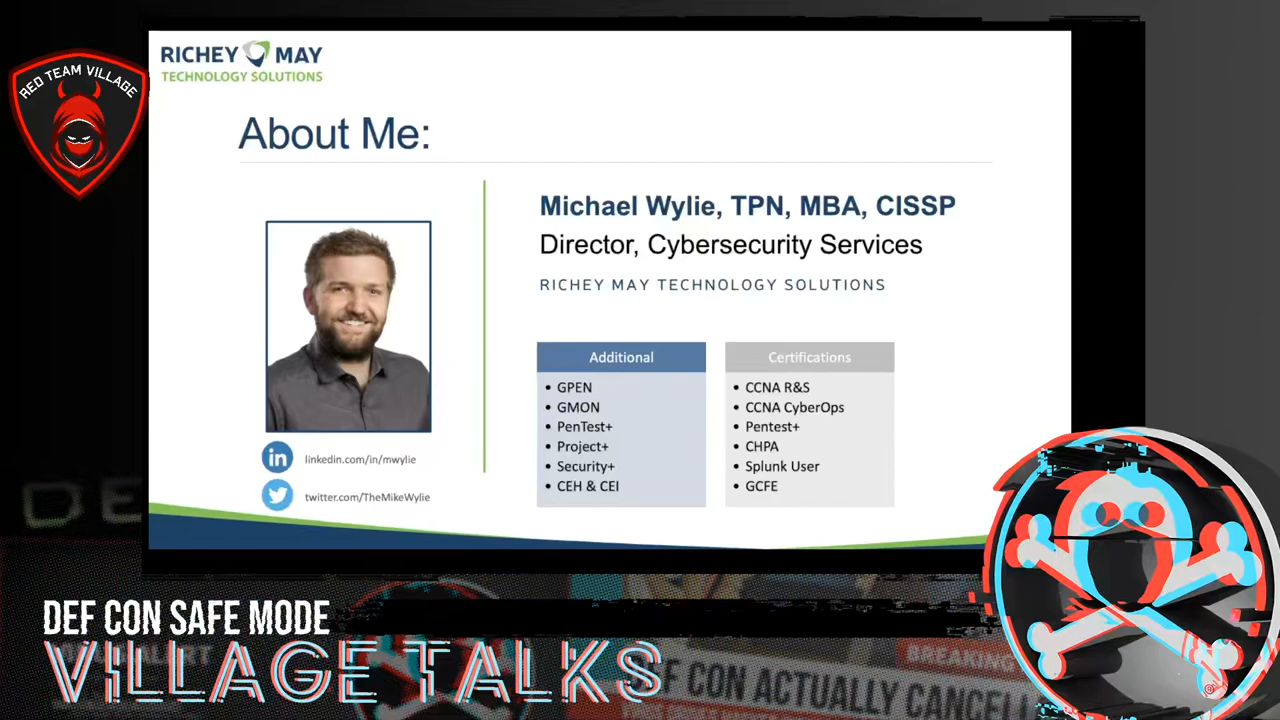 RED TEAM VILLAGE
RICHEY MAY
TECHNOLOGY SOLUTIONS
About Me:
Michael Wylie, TPN, MBA, CISSP
Director, Cybersecurity Services
RICHEY MAY TECHNOLOGY SOLUTIONS
linkedin.com/in/mwylie
twitter.com/TheMikeWylie
Additional
• GPEN
• GMON
• PenTest+
• Project+
• Security+
• CEH & CEI
Certifications
• CCNA R&S
• CCNA CyberOps
• Pentest+
• CHPA
• Splunk User
• GCFE
DEF CON SAFE MODE
VILLAGE TALKS
BREAKING
DEF CON ACTUALLY